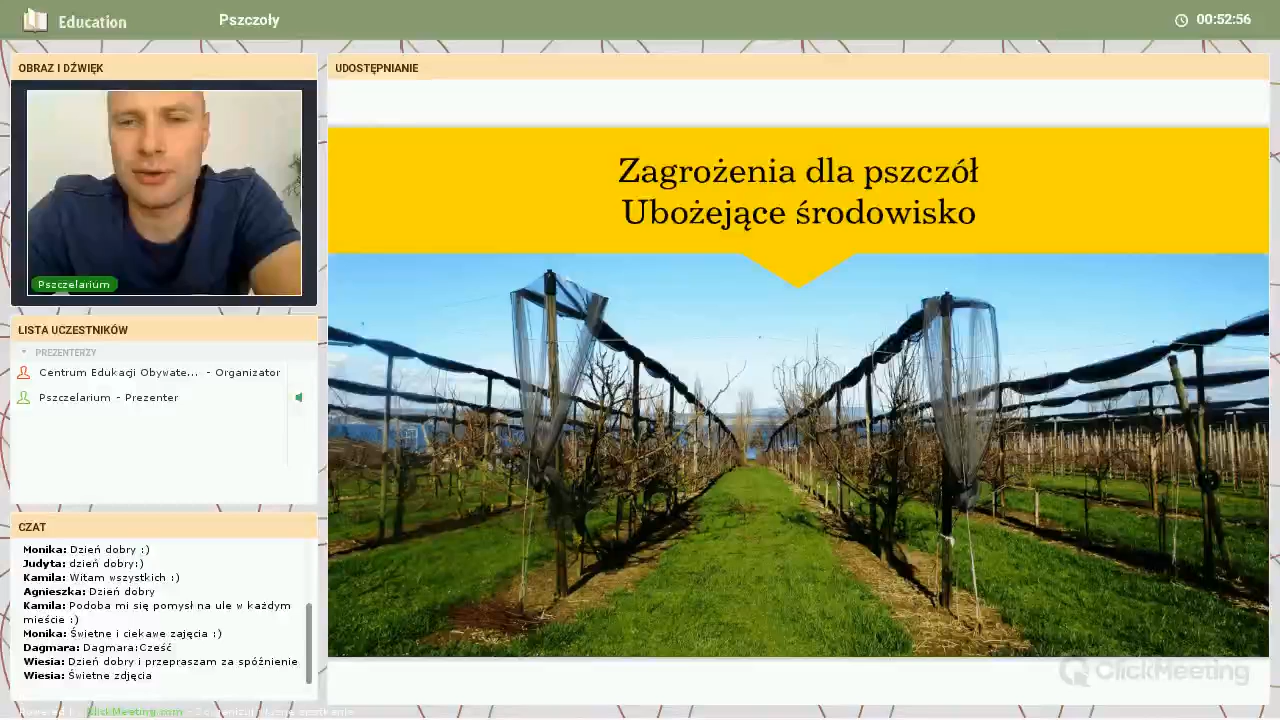 Education
Pszczoły
00:52:56
OBRAZ I DŹWIĘK
Pszczelarium
LISTA UCZESTNIKÓW
PREZENTERZY
Centrum Edukacji Obywate... - Organizator
Pszczelarium - Prezenter
CZAT
Monika: Dzień dobry :)
Judyta: dzień dobry:)
Kamila: Witam wszystkich :)
Agnieszka: Dzień dobry
Kamila: Podoba mi się pomysł na ule w każdym
mieście :)
Monika: Świetne i ciekawe zajęcia :)
Dagmara: Dagmara:Cześć
Wiesia: Dzień dobry i przepraszam za spóźnienie
Wiesia: Świetne zdjęcia
ClickMeeting.com
UDOSTĘPNIANIE
Zagrożenia dla pszczół
Ubożejące środowisko
ClickMeeting